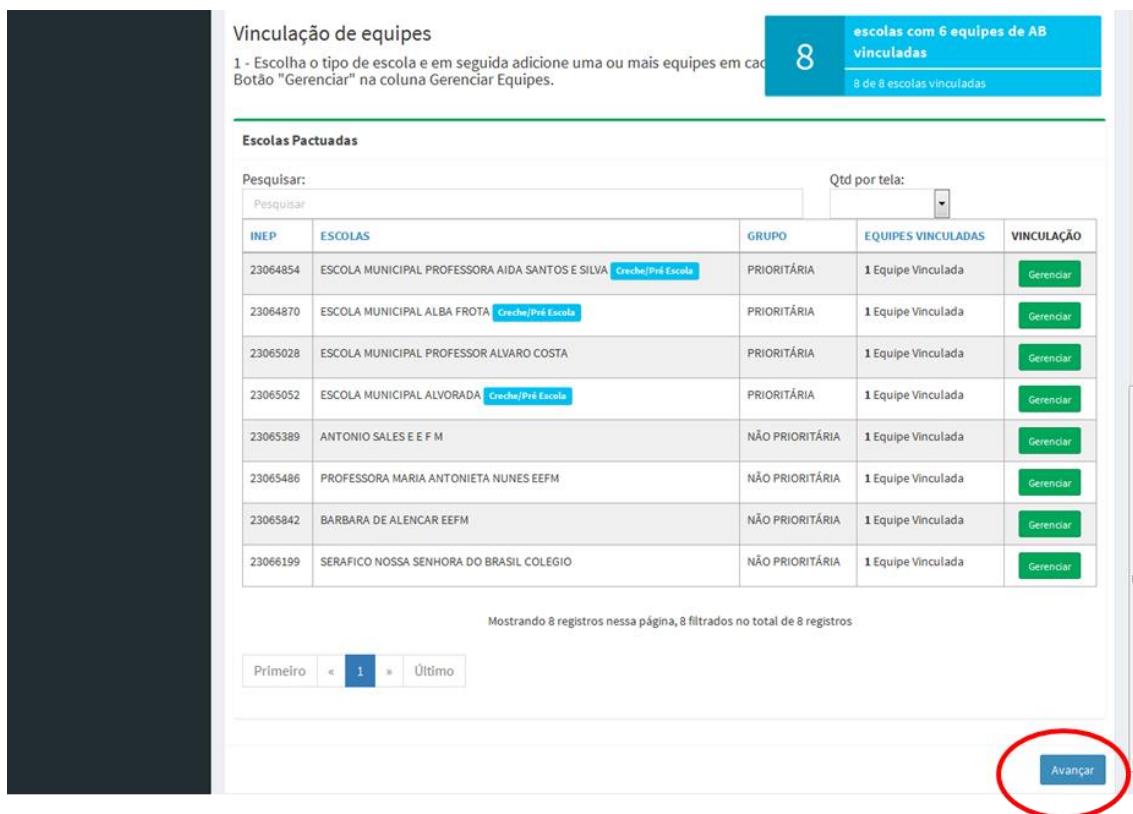 Vinculação de equipes
1 - Escolha o tipo de escola e em seguida adicione uma ou mais equipes em cac
Botão "Gerenciar" na coluna Gerenciar Equipes.
8
escolas com 6 equipes de AB
vinculadas
8 de 8 escolas vinculadas
Escolas Pactuadas
Pesquisar:
Qtd por tela:
Pesquisar
INEP ESCOLAS GRUPO EQUIPES VINCULADAS VINCULAÇÃO
23064854 ESCOLA MUNICIPAL PROFESSORA AIDA SANTOS E SILVA Creche/Pré Escola PRIORITÁRIA 1 Equipe Vinculada Gerenciar
23064870 ESCOLA MUNICIPAL ALBA FROTA Creche/Pré Escola PRIORITÁRIA 1 Equipe Vinculada Gerenciar
23065028 ESCOLA MUNICIPAL PROFESSOR ALVARO COSTA PRIORITÁRIA 1 Equipe Vinculada Gerenciar
23065052 ESCOLA MUNICIPAL ALVORADA Creche/Pré Escola PRIORITÁRIA 1 Equipe Vinculada Gerenciar
23065389 ANTONIO SALES E E F M NÃO PRIORITÁRIA 1 Equipe Vinculada Gerenciar
23065486 PROFESSORA MARIA ANTONIETA NUNES EEFM NÃO PRIORITÁRIA 1 Equipe Vinculada Gerenciar
23065842 BARBARA DE ALENCAR EEFM NÃO PRIORITÁRIA 1 Equipe Vinculada Gerenciar
23066199 SERAFICO NOSSA SENHORA DO BRASIL COLEGIO NÃO PRIORITÁRIA 1 Equipe Vinculada Gerenciar
Mostrando 8 registros nessa página, 8 filtrados no total de 8 registros
Primeiro « 1 » Último
Avançar